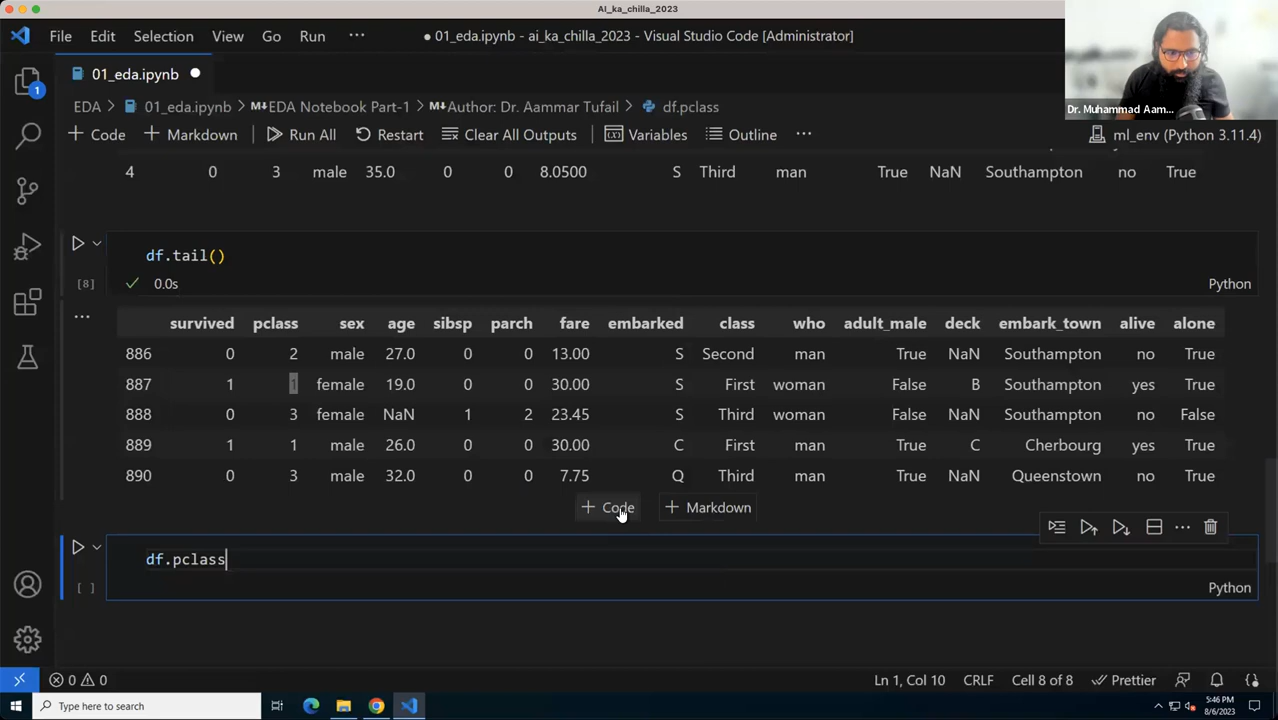 AI_ka_chilla_2023
File Edit Selection View Go Run ···
● 01_eda.ipynb - ai_ka_chilla_2023 - Visual Studio Code [Administrator]
01_eda.ipynb
EDA > 01_eda.ipynb > M↓EDA Notebook Part-1 > M↓Author: Dr. Aammar Tufail > df.pclass
+ Code + Markdown Run All Restart Clear All Outputs Variables Outline ··· ml_env (Python 3.11.4)
Dr. Muhammad Aam...
1
4 0 3 male 35.0 0 0 8.0500 S Third man True NaN Southampton no True
df.tail()
[8] 0.0s Python
··· survived pclass sex age sibsp parch fare embarked class who adult_male deck embark_town alive alone
886 0 2 male 27.0 0 0 13.00 S Second man True NaN Southampton no True
887 1 1 female 19.0 0 0 30.00 S First woman False B Southampton yes True
888 0 3 female NaN 1 2 23.45 S Third woman False NaN Southampton no False
889 1 1 male 26.0 0 0 30.00 C First man True C Cherbourg yes True
890 0 3 male 32.0 0 0 7.75 Q Third man True NaN Queenstown no True
+ Code + Markdown
···
df.pclass
[ ] Python
0 0 Ln 1, Col 10 CRLF Cell 8 of 8 Prettier
Type here to search 5:46 PM
8/6/2023